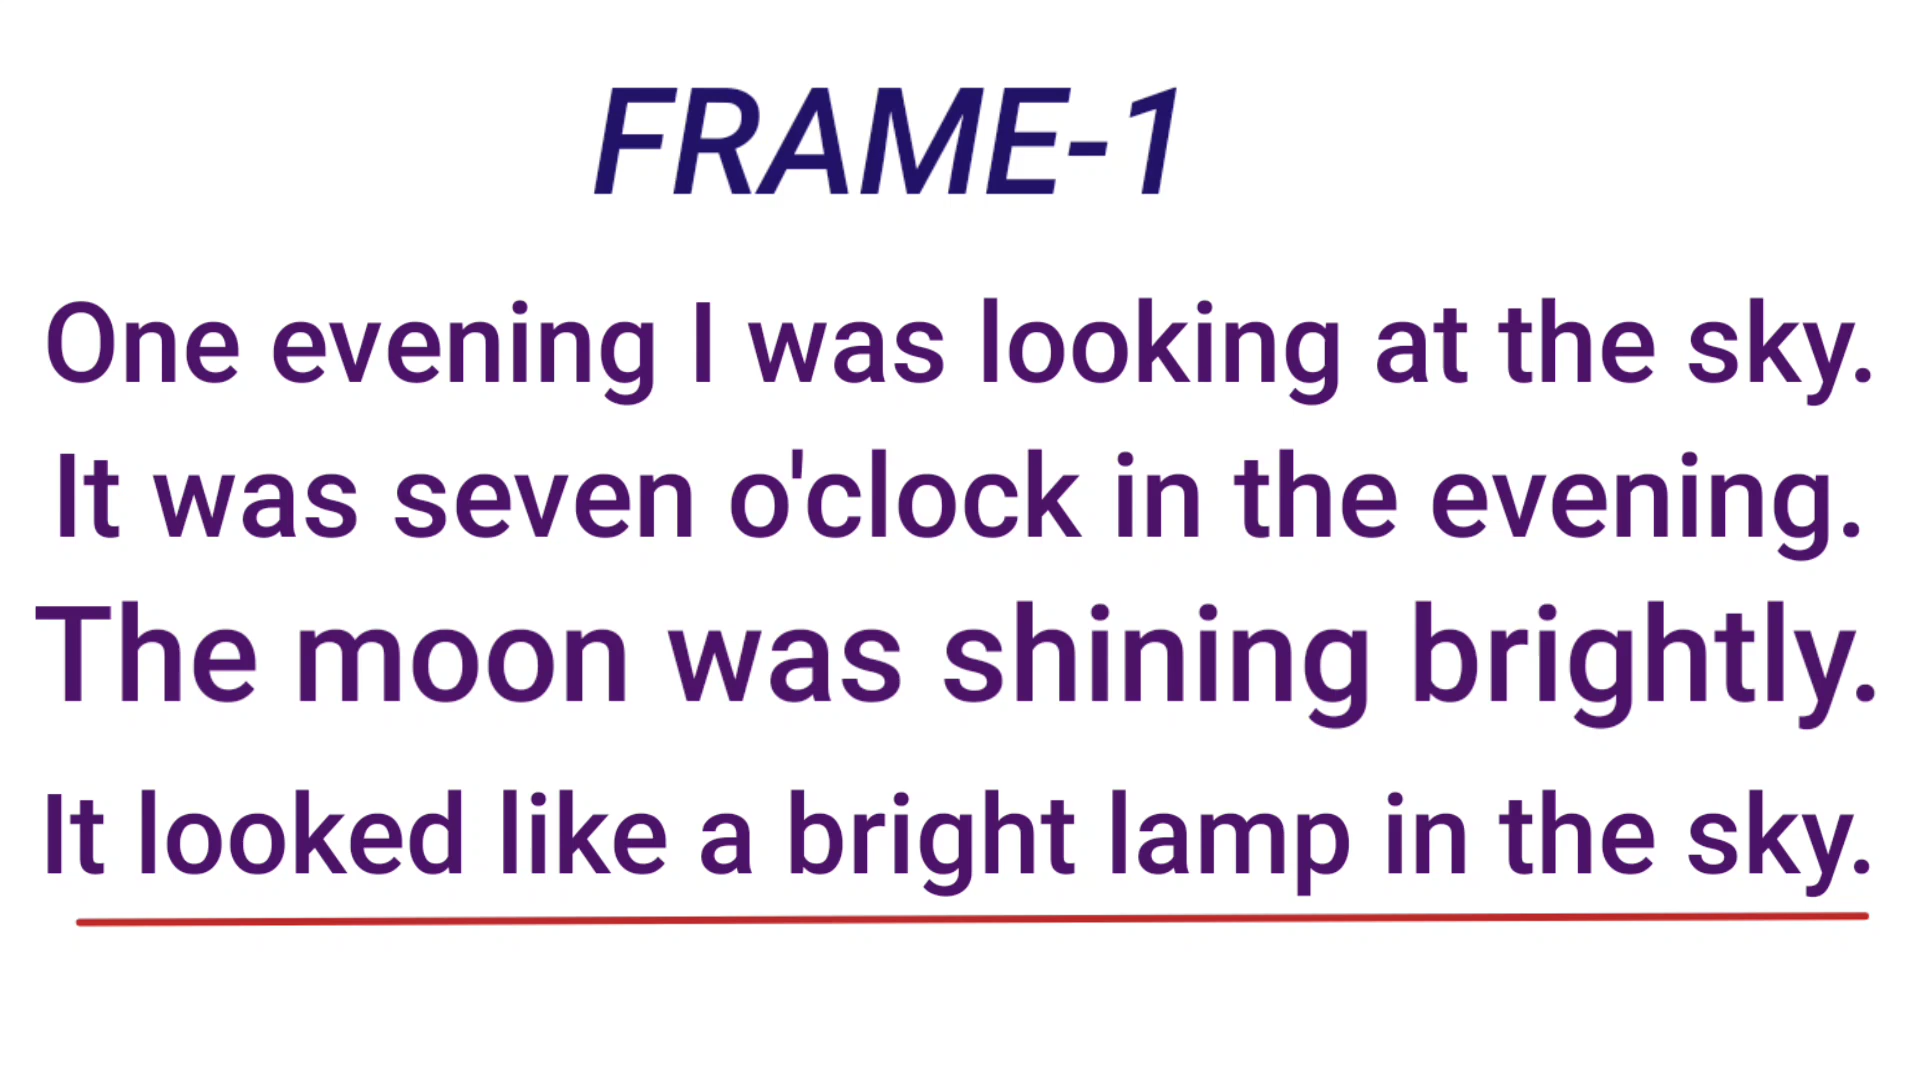 FRAME-1
One evening I was looking at the sky.
It was seven o'clock in the evening.
The moon was shining brightly.
It looked like a bright lamp in the sky.